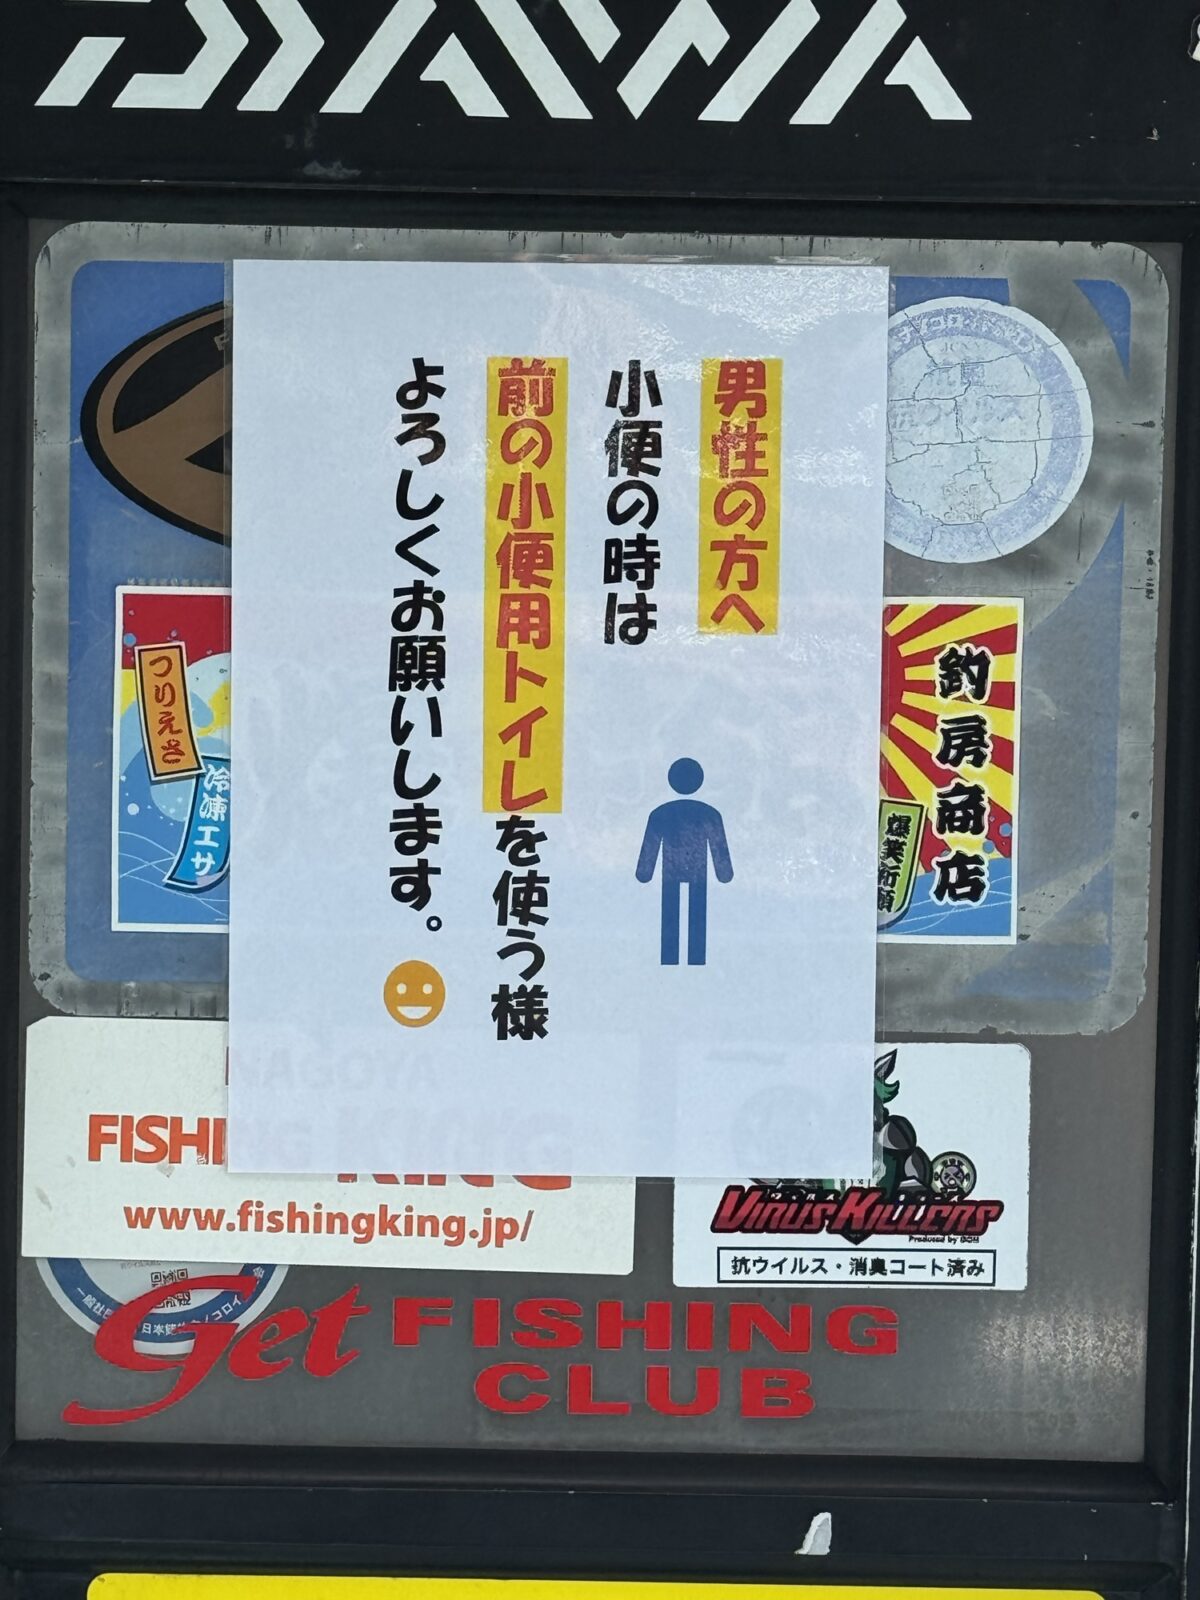 DAIWA
男性の方へ
小便の時は
前の小便用トイレを使う様
よろしくお願いします。
釣房商店
つりえさ
冷凍エサ
FISHI
www.fishingking.jp/
VIRUS KILLERS
Produced by
抗ウイルス・消臭コート済み
Get FISHING
CLUB